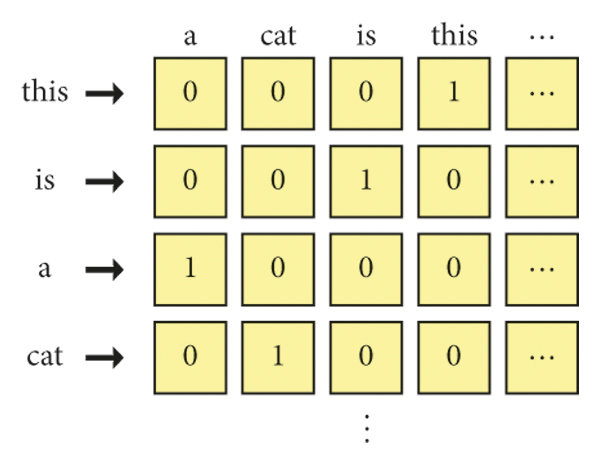 a cat is this ...
this → 0 0 0 1 ...
is → 0 0 1 0 ...
a → 1 0 0 0 ...
cat → 0 1 0 0 ...
⋮